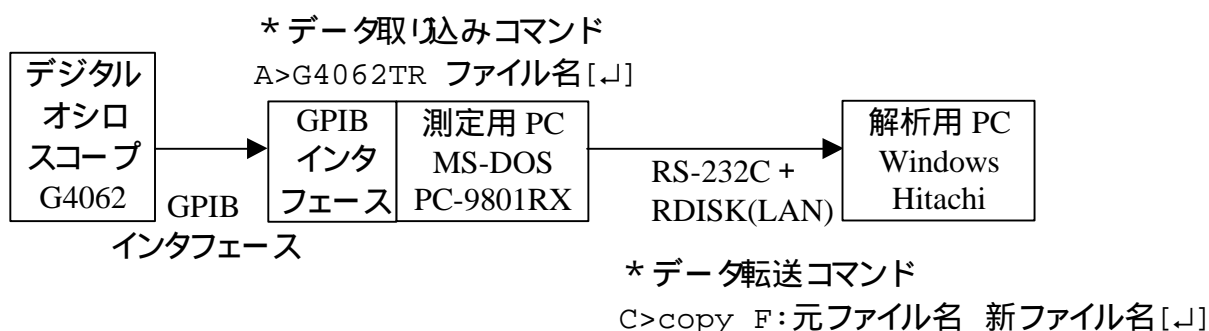 ＊データ取り込みコマンド
A>G4062TR ファイル名[↵]
デジタル
オシロ
スコープ
G4062
GPIB
インタフェース
GPIB
インタ
フェース
測定用 PC
MS-DOS
PC-9801RX
RS-232C +
RDISK(LAN)
解析用 PC
Windows
Hitachi
＊データ転送コマンド
C>copy F:元ファイル名 新ファイル名[↵]